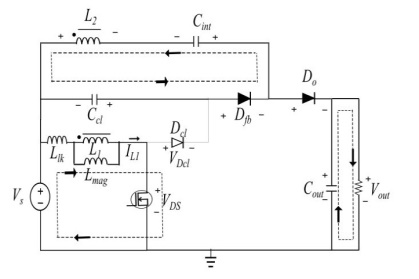 L2
Cint
+ − − +
Ccl
− +
Dfb
+ −
Do
+ −
Llk
L1
IL1
Lmag
Dcl
+ −
VDcl
Vs
+
−
VDS
+
−
Cout
+
−
Vout
+
−